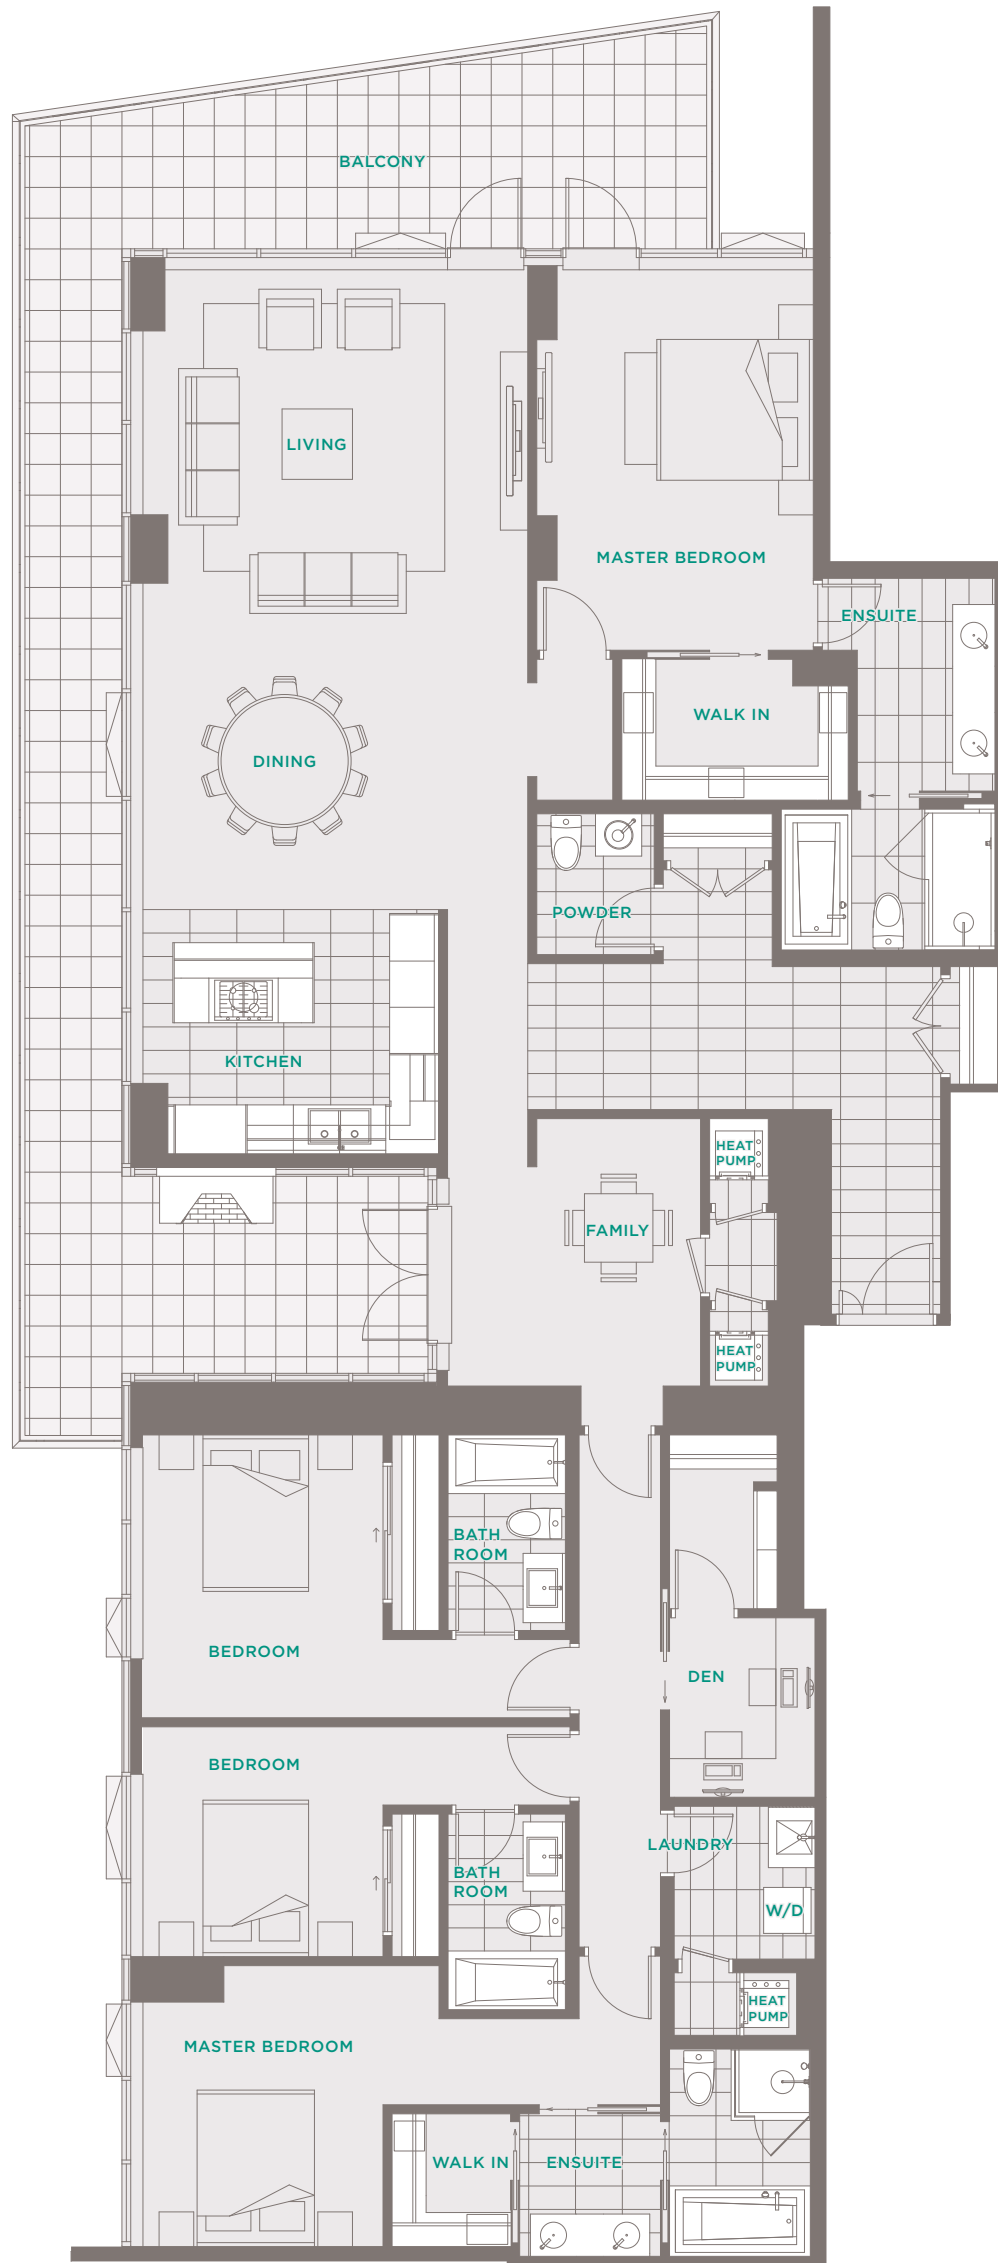 BALCONY
LIVING
MASTER BEDROOM
ENSUITE
WALK IN
DINING
POWDER
KITCHEN
HEAT
PUMP
FAMILY
HEAT
PUMP
BATH
ROOM
BEDROOM
DEN
BEDROOM
LAUNDRY
BATH
ROOM
W/D
HEAT
PUMP
MASTER BEDROOM
WALK IN
ENSUITE